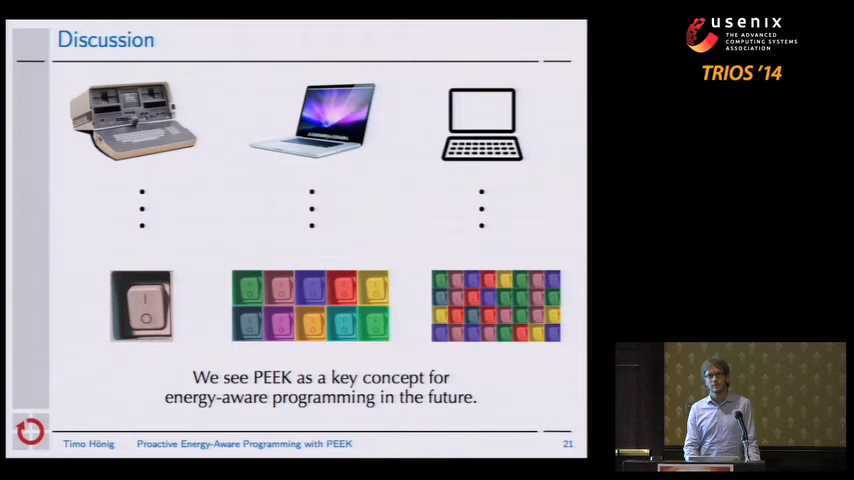 Discussion
We see PEEK as a key concept for
energy-aware programming in the future.
Timo Hönig Proactive Energy-Aware Programming with PEEK 21
usenix
THE ADVANCED
COMPUTING SYSTEMS
ASSOCIATION
TRIOS '14